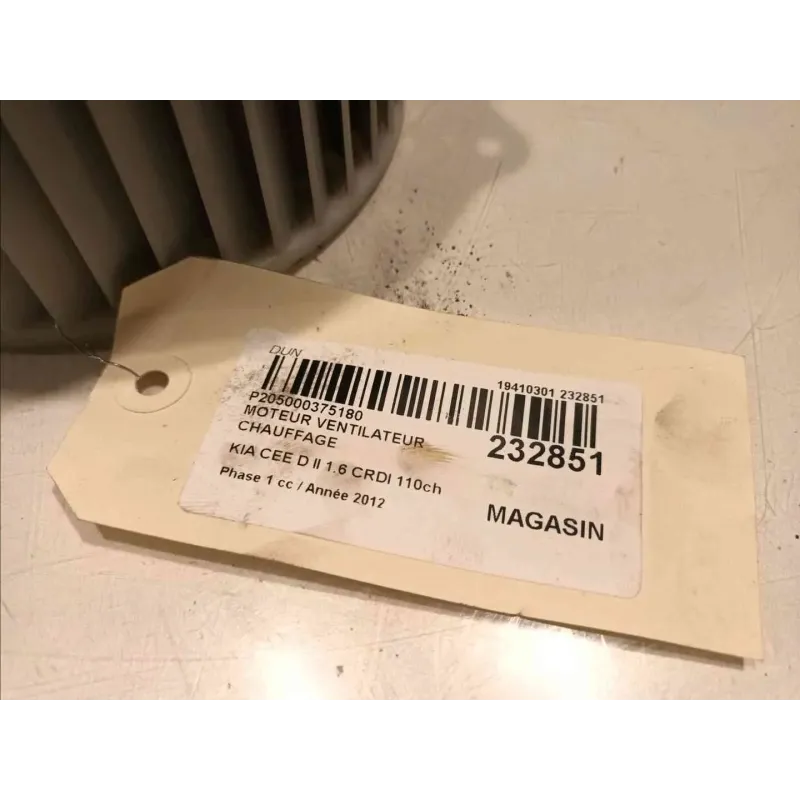 DUN
19410301 232851
P205000375180
MOTEUR VENTILATEUR
CHAUFFAGE
232851
KIA CEE D II 1.6 CRDI 110ch
Phase 1 cc / Année 2012
MAGASIN